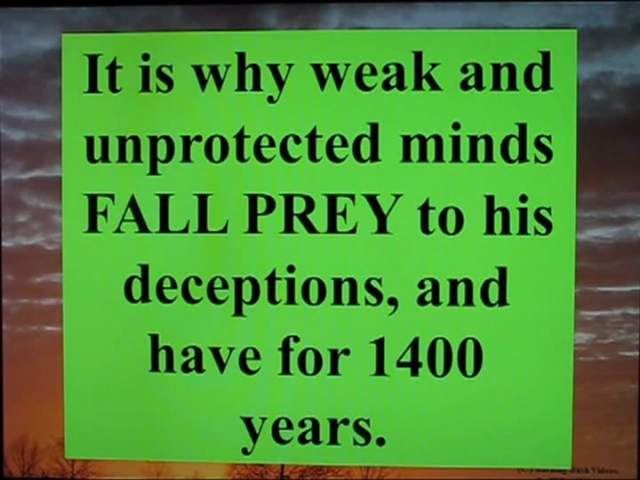 It is why weak and
unprotected minds
FALL PREY to his
deceptions, and
have for 1400
years.